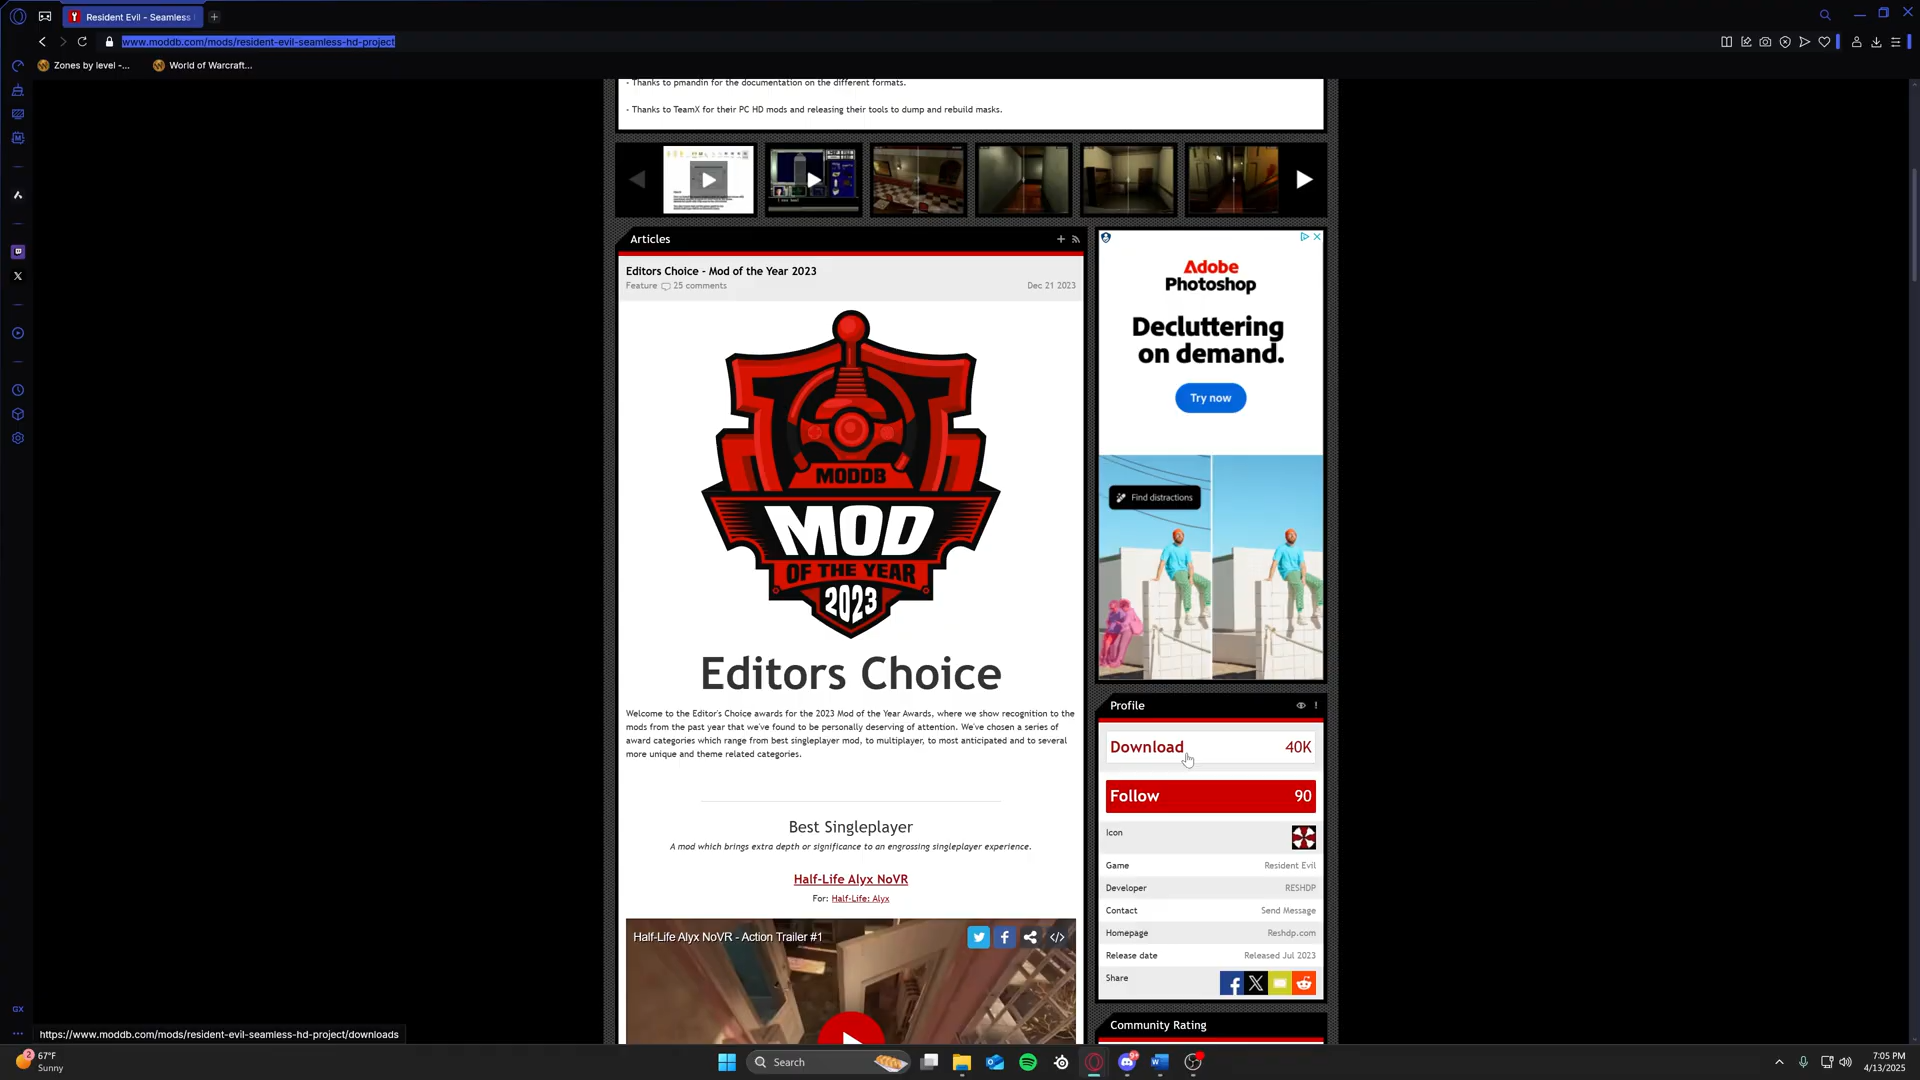 Resident Evil - Seamless
www.moddb.com/mods/resident-evil-seamless-hd-project
Zones by level -...
World of Warcraft...
- Thanks to pmandin for the documentation on the different formats.
- Thanks to TeamX for their PC HD mods and releasing their tools to dump and rebuild masks.
Articles
Editors Choice - Mod of the Year 2023
Feature 25 comments
Dec 21 2023
MODDB
MOD
OF THE YEAR
2023
Editors Choice
Welcome to the Editor's Choice awards for the 2023 Mod of the Year Awards, where we show recognition to the
mods from the past year that we've found to be personally deserving of attention. We've chosen a series of
award categories which range from best singleplayer mod, to multiplayer, to most anticipated and to several
more unique and theme related categories.
Best Singleplayer
A mod which brings extra depth or significance to an engrossing singleplayer experience.
Half-Life Alyx NoVR
For: Half-Life: Alyx
Half-Life Alyx NoVR - Action Trailer #1
Adobe
Photoshop
Decluttering
on demand.
Try now
Find distractions
Profile
Download 40K
Follow 90
Icon
Game Resident Evil
Developer RESHDP
Contact Send Message
Homepage Reshdp.com
Release date Released Jul 2023
Share
Community Rating
GX
https://www.moddb.com/mods/resident-evil-seamless-hd-project/downloads
2
67°F
Sunny
Search
7:05 PM
4/13/2025